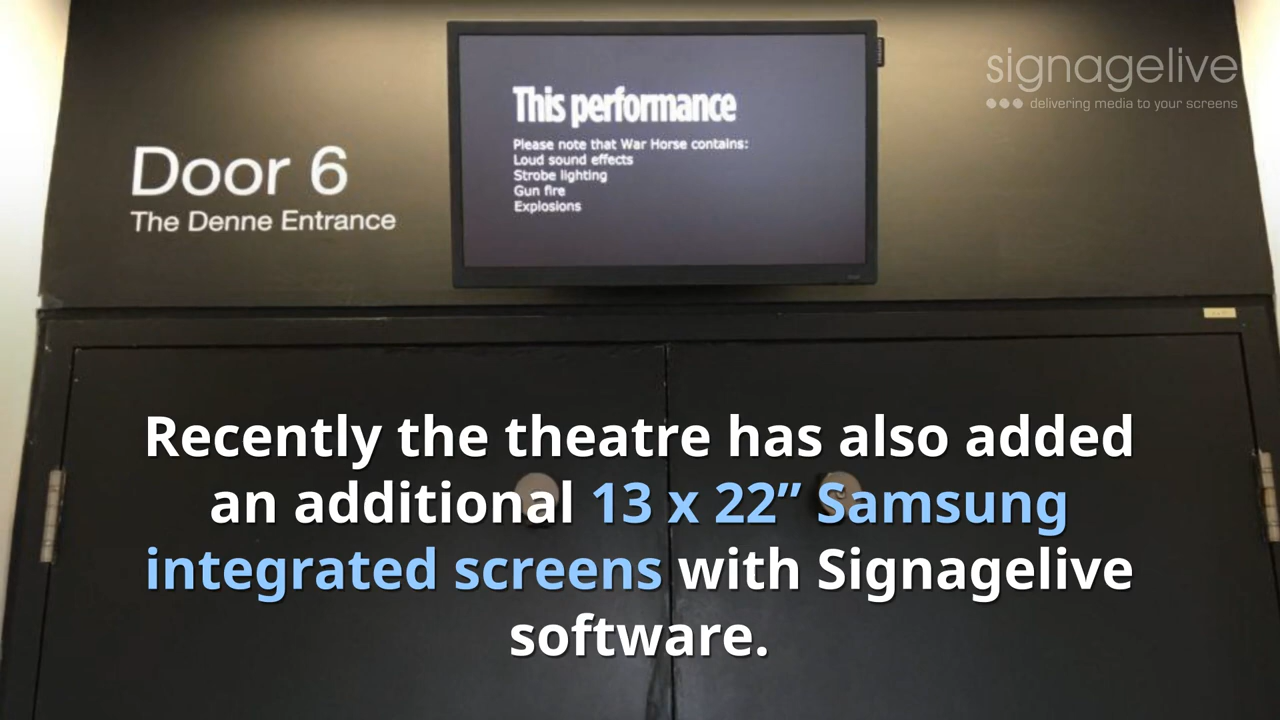 signagelive
delivering media to your screens
This performance
Please note that War Horse contains:
Loud sound effects
Strobe lighting
Gun fire
Explosions
Door 6
The Denne Entrance
Recently the theatre has also added
an additional 13 x 22” Samsung
integrated screens with Signagelive
software.